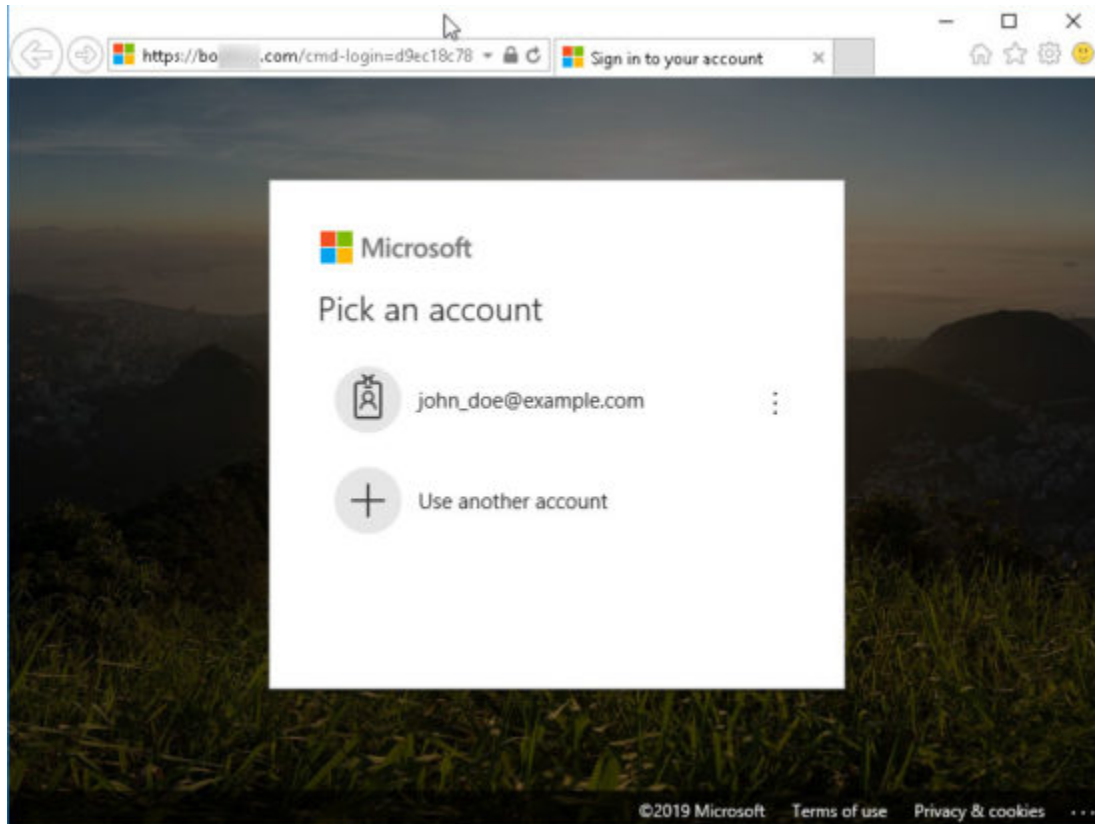 https://bo .com/cmd-login=d9ec18c78
Sign in to your account
Microsoft
Pick an account
john_doe@example.com
Use another account
©2019 Microsoft Terms of use Privacy & cookies ...